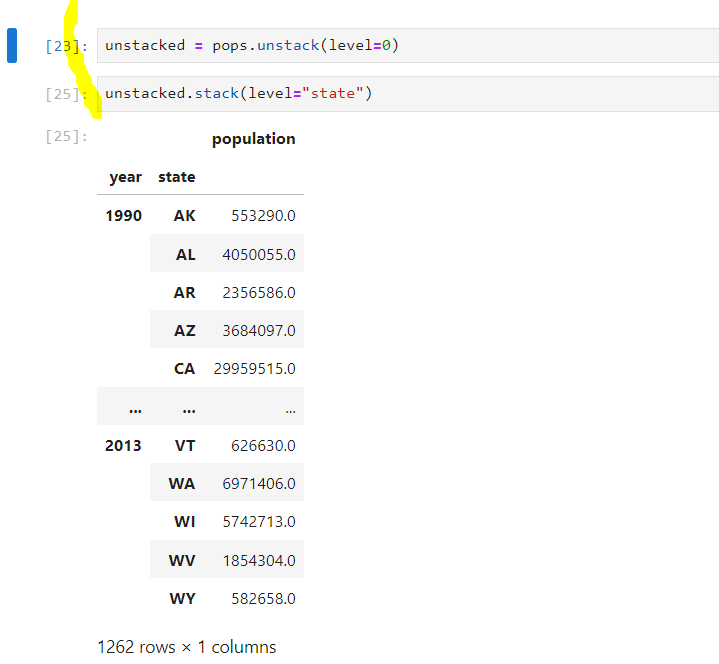 [23]: unstacked = pops.unstack(level=0)
[25]: unstacked.stack(level="state")
[25]:
population
year state
1990 AK 553290.0
AL 4050055.0
AR 2356586.0
AZ 3684097.0
CA 29959515.0
... ... ...
2013 VT 626630.0
WA 6971406.0
WI 5742713.0
WV 1854304.0
WY 582658.0
1262 rows × 1 columns